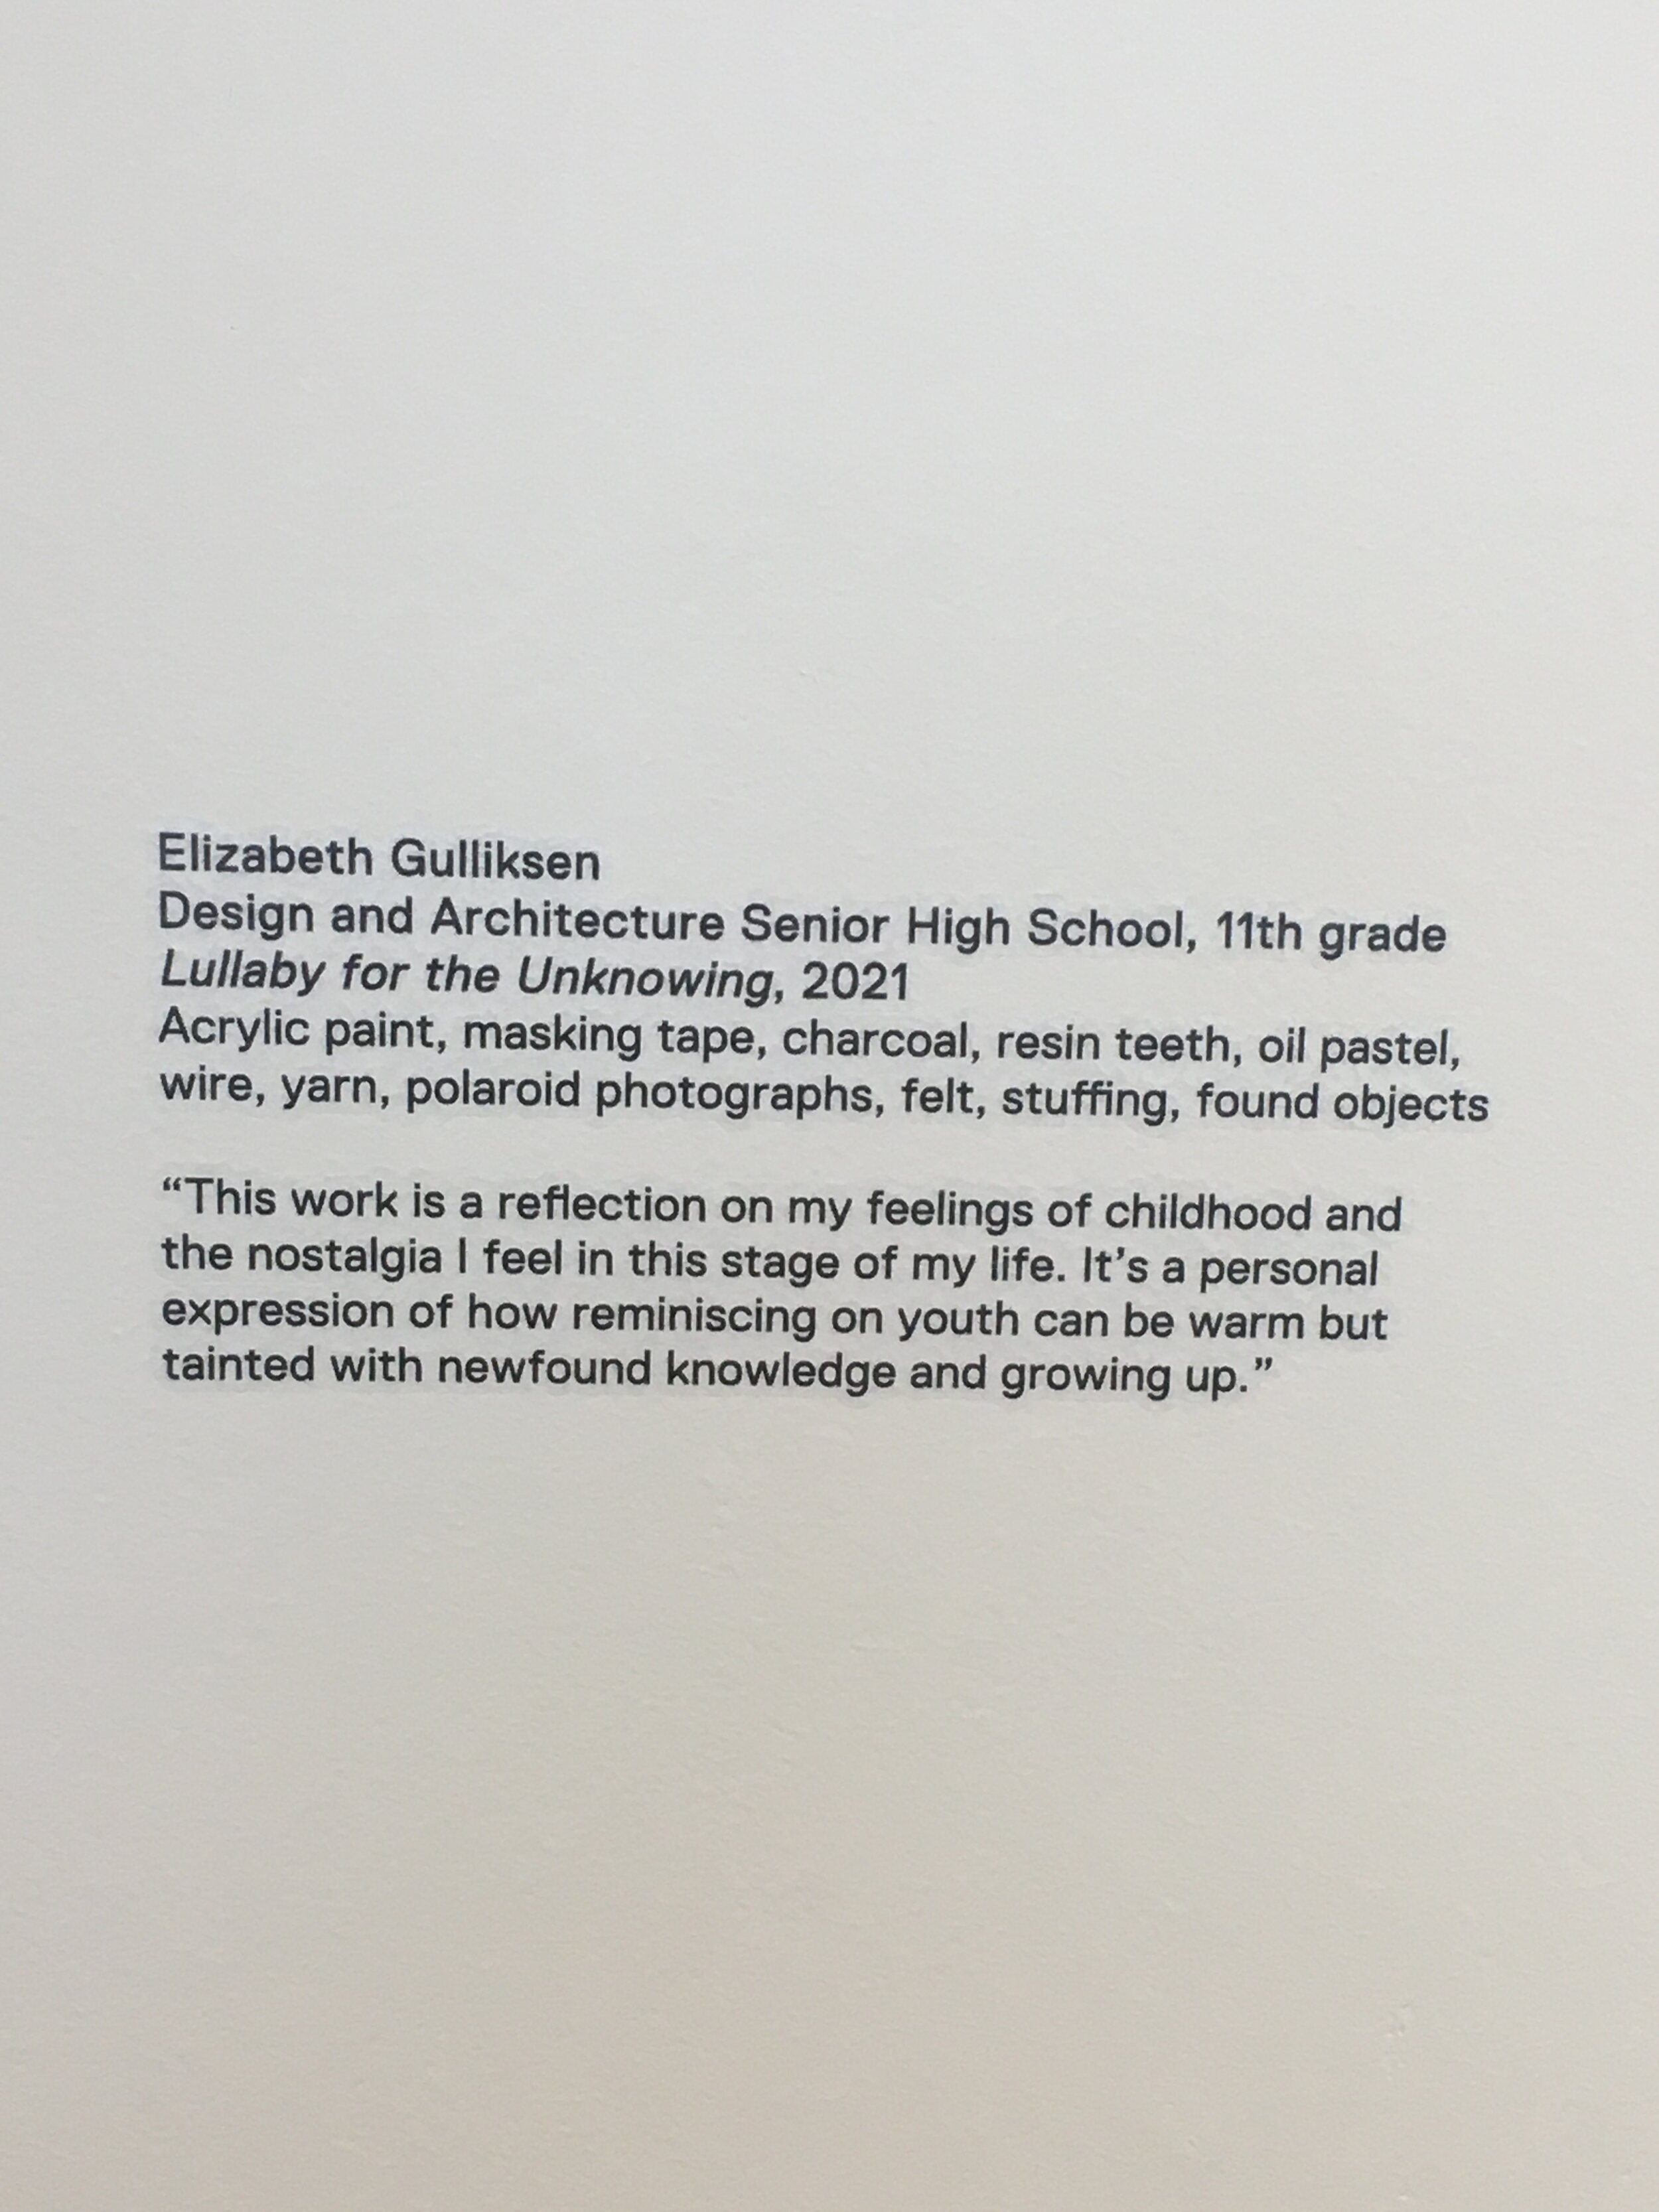 Elizabeth Gulliksen
Design and Architecture Senior High School, 11th grade
Lullaby for the Unknowing, 2021
Acrylic paint, masking tape, charcoal, resin teeth, oil pastel,
wire, yarn, polaroid photographs, felt, stuffing, found objects
“This work is a reflection on my feelings of childhood and
the nostalgia I feel in this stage of my life. It’s a personal
expression of how reminiscing on youth can be warm but
tainted with newfound knowledge and growing up.”